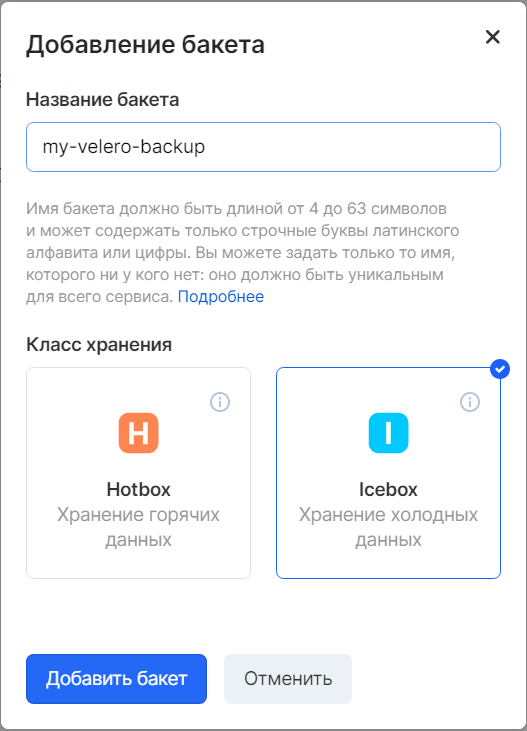 Добавление бакета
Название бакета
my-velero-backup
Имя бакета должно быть длиной от 4 до 63 символов
и может содержать только строчные буквы латинского
алфавита или цифры. Вы можете задать только то имя,
которого ни у кого нет: оно должно быть уникальным
для всего сервиса. Подробнее
Класс хранения
H
Hotbox
Хранение горячих
данных
I
Icebox
Хранение холодных
данных
Добавить бакет
Отменить